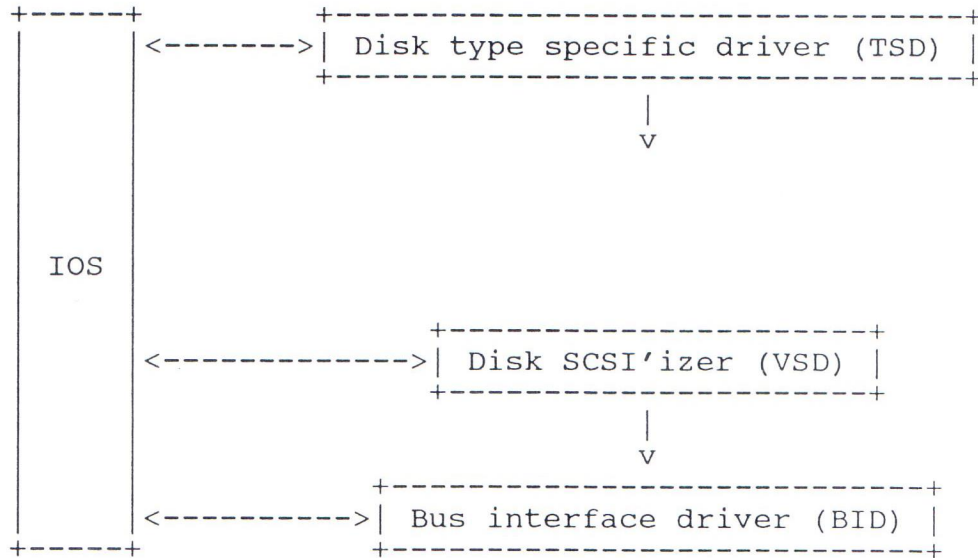 Disk type specific driver (TSD)
IOS
Disk SCSI'izer (VSD)
Bus interface driver (BID)